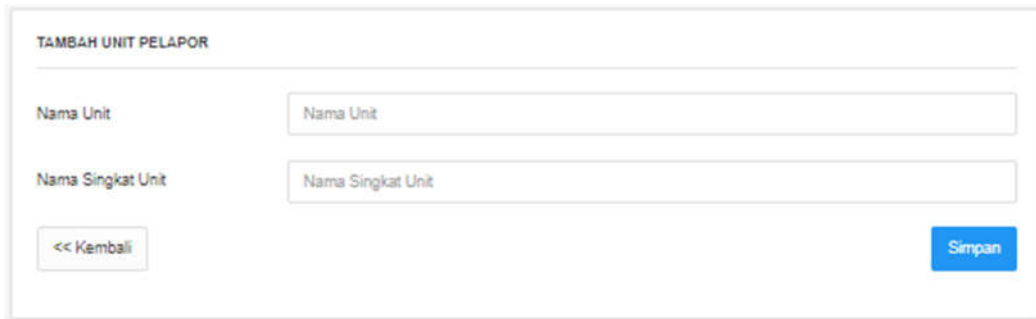 TAMBAH UNIT PELAPOR
Nama Unit
Nama Unit
Nama Singkat Unit
Nama Singkat Unit
<< Kembali
Simpan